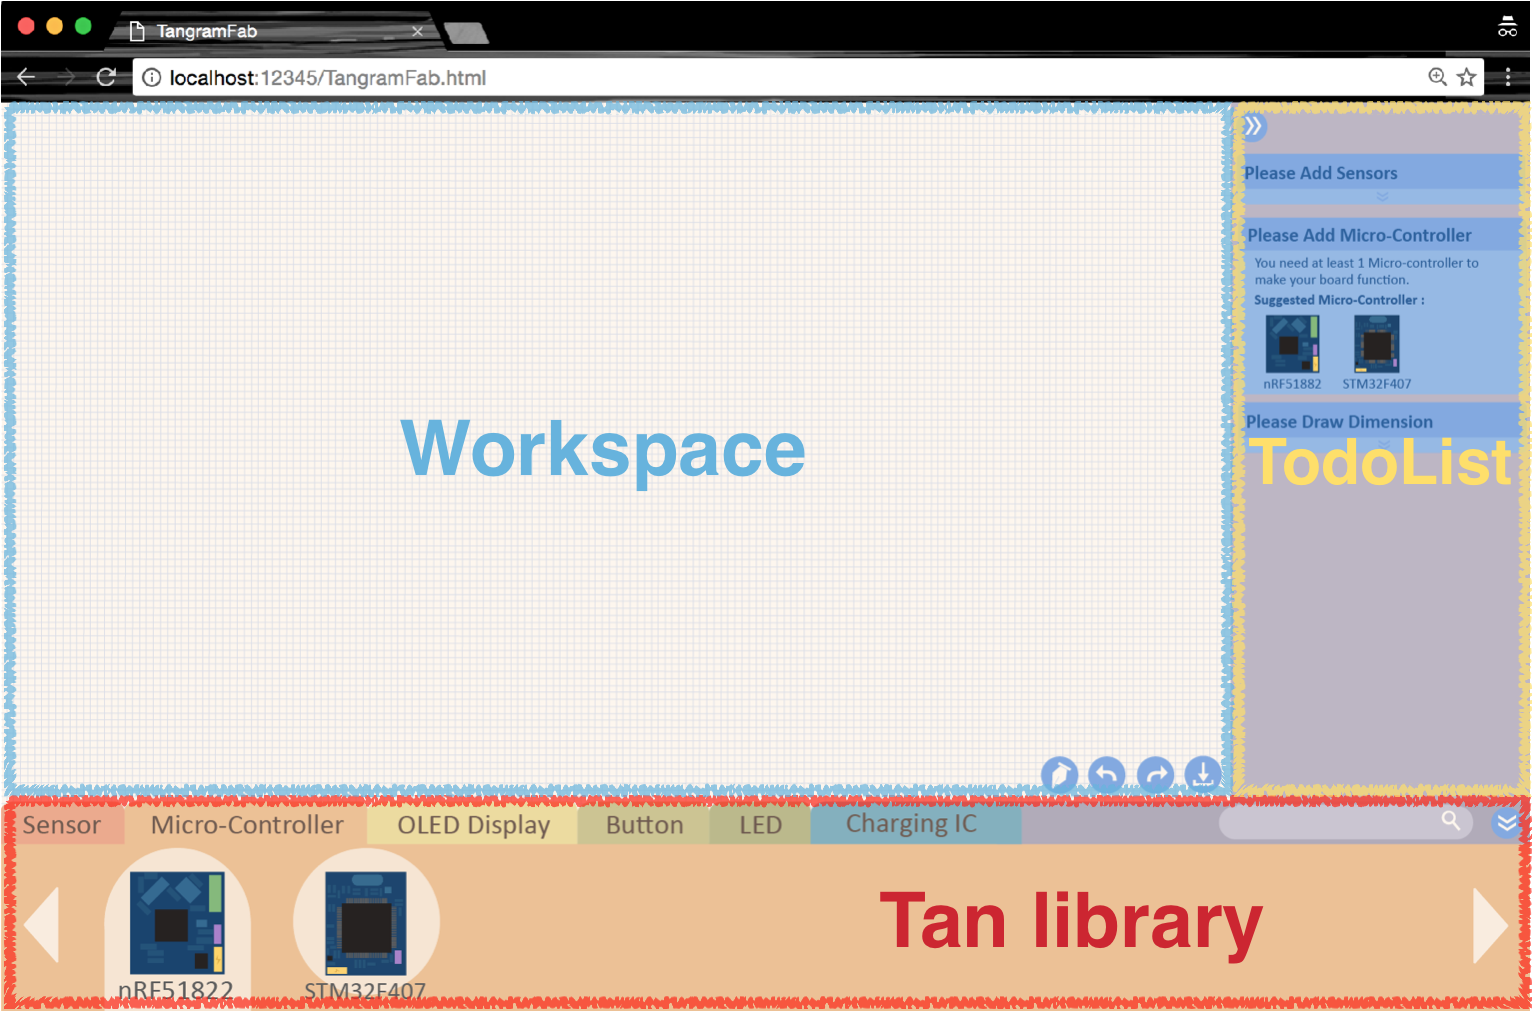 TangramFab
localhost:12345/TangramFab.html
Please Add Sensors
Please Add Micro-Controller
You need at least 1 Micro-controller to
make your board function.
Suggested Micro-Controller :
nRF51882
STM32F407
Please Draw Dimension
TodoList
Workspace
Sensor
Micro-Controller
OLED Display
Button
LED
Charging IC
Tan library
nRF51822
STM32F407